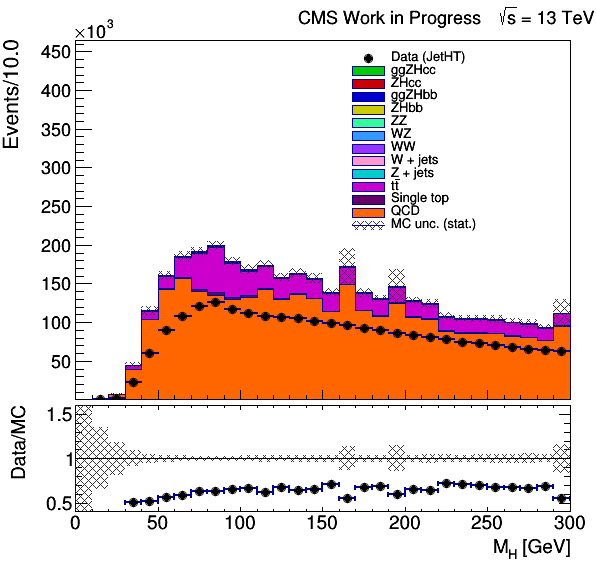 CMS Work in Progress √s = 13 TeV
×10³
Events/10.0
450
400
350
300
250
200
150
100
50
Data (JetHT)
ggZHcc
ZHcc
ggZHbb
ZHbb
ZZ
WZ
WW
W + jets
Z + jets
tt̄
Single top
QCD
MC unc. (stat.)
Data/MC
1.5
1
0.5
0 50 100 150 200 250 300
M_H [GeV]